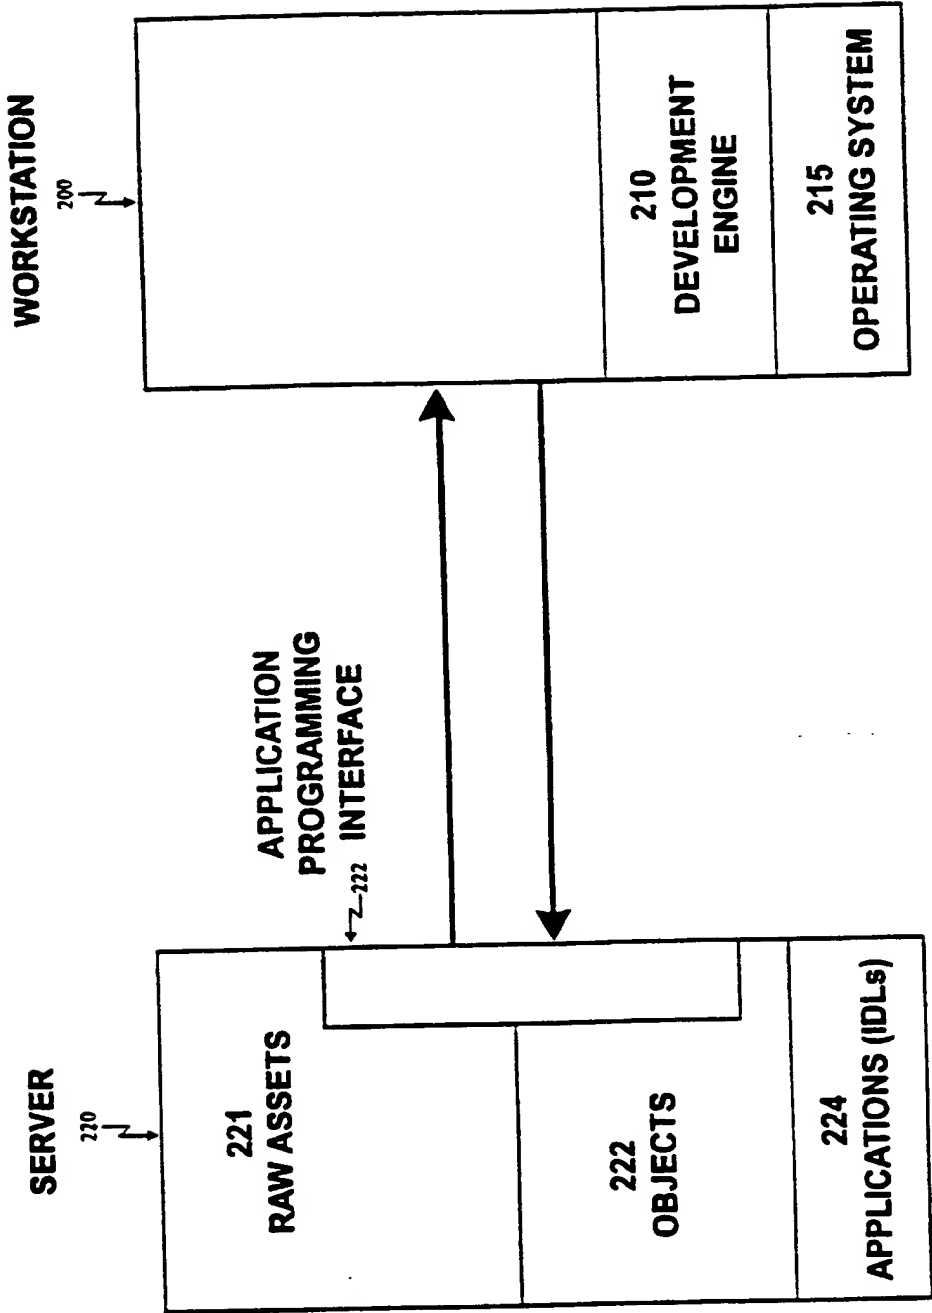 SERVER
220
221
RAW ASSETS
222
OBJECTS
224
APPLICATIONS (IDLs)
APPLICATION
PROGRAMMING
222 INTERFACE
WORKSTATION
200
210
DEVELOPMENT
ENGINE
215
OPERATING SYSTEM